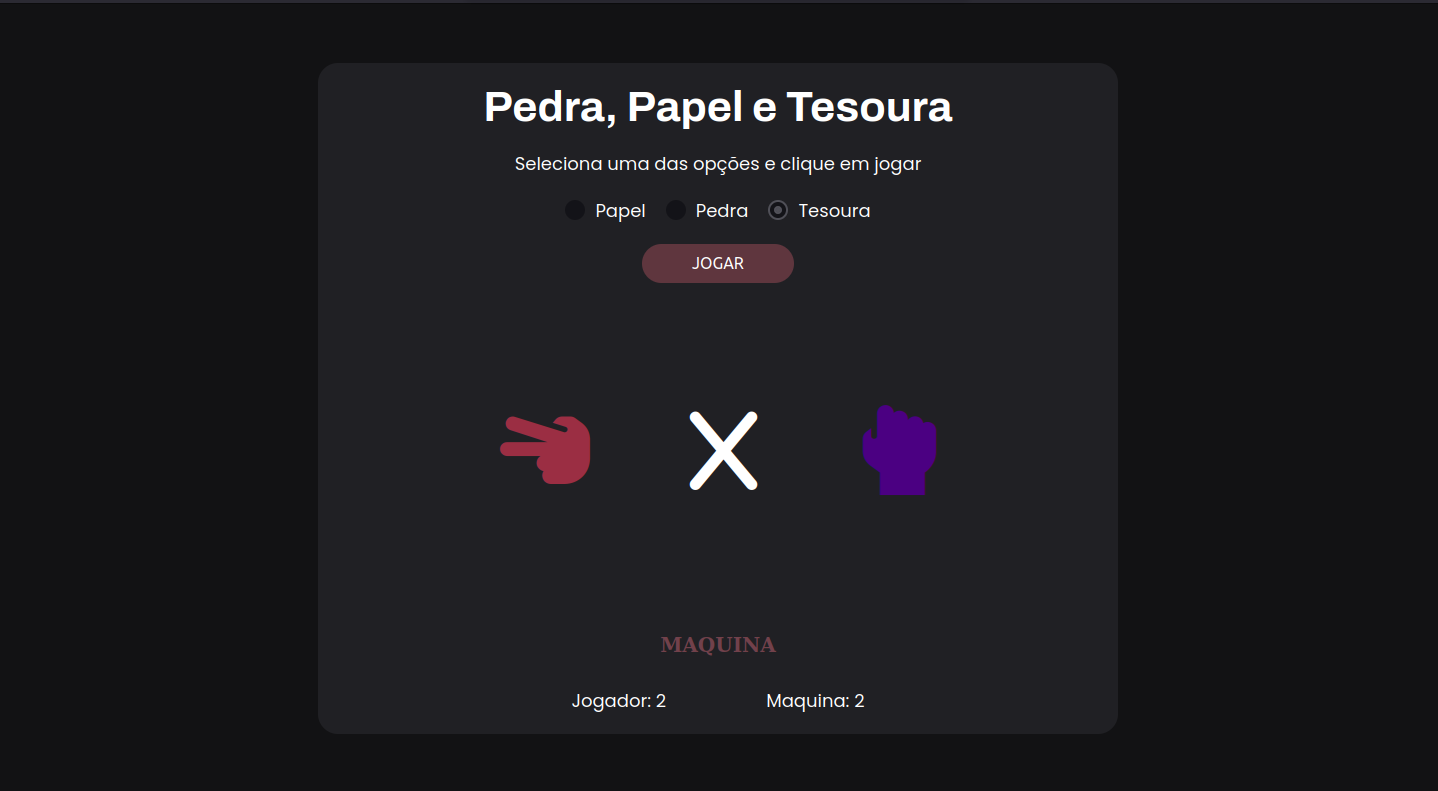 Pedra, Papel e Tesoura
Seleciona uma das opções e clique em jogar
Papel Pedra Tesoura
JOGAR
X
MAQUINA
Jogador: 2 Maquina: 2